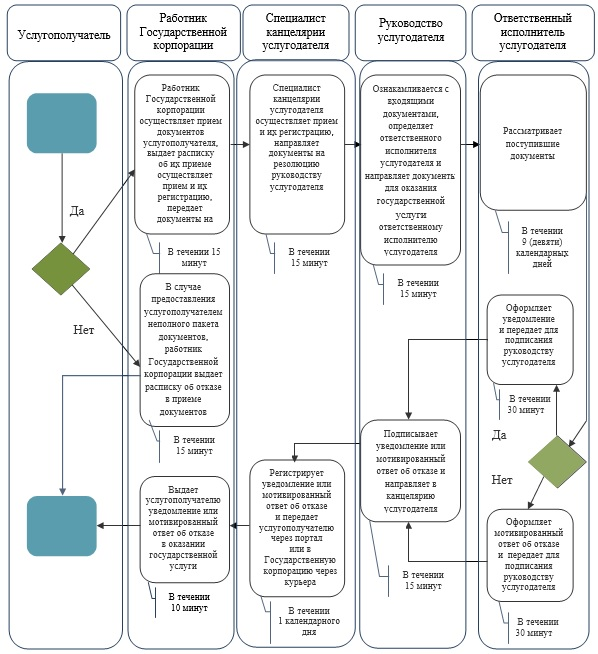 Услугополучатель
Работник
Государственной
корпорации
Специалист
канцелярии
услугодателя
Руководство
услугодателя
Ответственный
исполнитель
услугодателя
Да
Нет
Работник
Государственной
корпорации
осуществляет прием
документов
услугополучателя,
выдает расписку
об их приеме
осуществляет
прием и их
регистрацию,
передает
документы на
В течении 15
минут
В случае
предоставления
услугополучателем
неполного пакета
документов,
работник
Государственной
корпорации выдает
расписку об отказе
в приеме
документов
В течении
15 минут
Выдает
услугополучателю
уведомление или
мотивированный
ответ об отказе
в оказании
государственной
услуги
В течении
10 минут
Специалист
канцелярии
услугодателя
осуществляет прием
и их регистрацию,
направляет
документы на
резолюцию
руководству
услугодателя
В течении
15 минут
Регистрирует
уведомление или
мотивированный
ответ об отказе
и передает
услугополучателю
через портал
или в
Государственную
корпорацию через
курьера
В течении
1 календарного
дня
Ознакамливается с
входящими
документами,
определяет
ответственного
исполнителя
услугодателя и
направляет документы
для оказания
государственной
услуги
ответственному
исполнителю
услугодателя
В течении
15 минут
Подписывает
уведомление или
мотивированный
ответ об отказе и
направляет в
канцелярию
услугодателя
В течении
15 минут
Рассматривает
поступившие
документы
В течении
9 (девяти)
календарных
дней
Оформляет
уведомление
и передает для
подписания
руководству
услугодателя
В течении
30 минут
Да
Нет
Оформляет
мотивированный
ответ об отказе
и передает для
подписания
руководству
услугодателя
В течении
30 минут